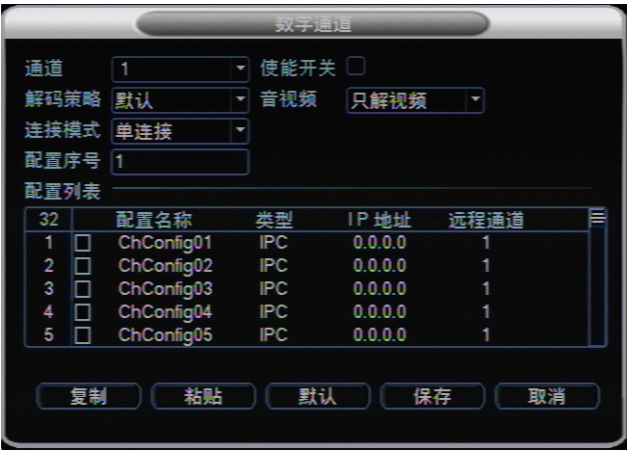 数字通道
通道 1 使能开关
解码策略 默认 音视频 只解视频
连接模式 单连接
配置序号 1
配置列表
32 配置名称 类型 IP 地址 远程通道
1 ChConfig01 IPC 0.0.0.0 1
2 ChConfig02 IPC 0.0.0.0 1
3 ChConfig03 IPC 0.0.0.0 1
4 ChConfig04 IPC 0.0.0.0 1
5 ChConfig05 IPC 0.0.0.0 1
复制 粘贴 默认 保存 取消